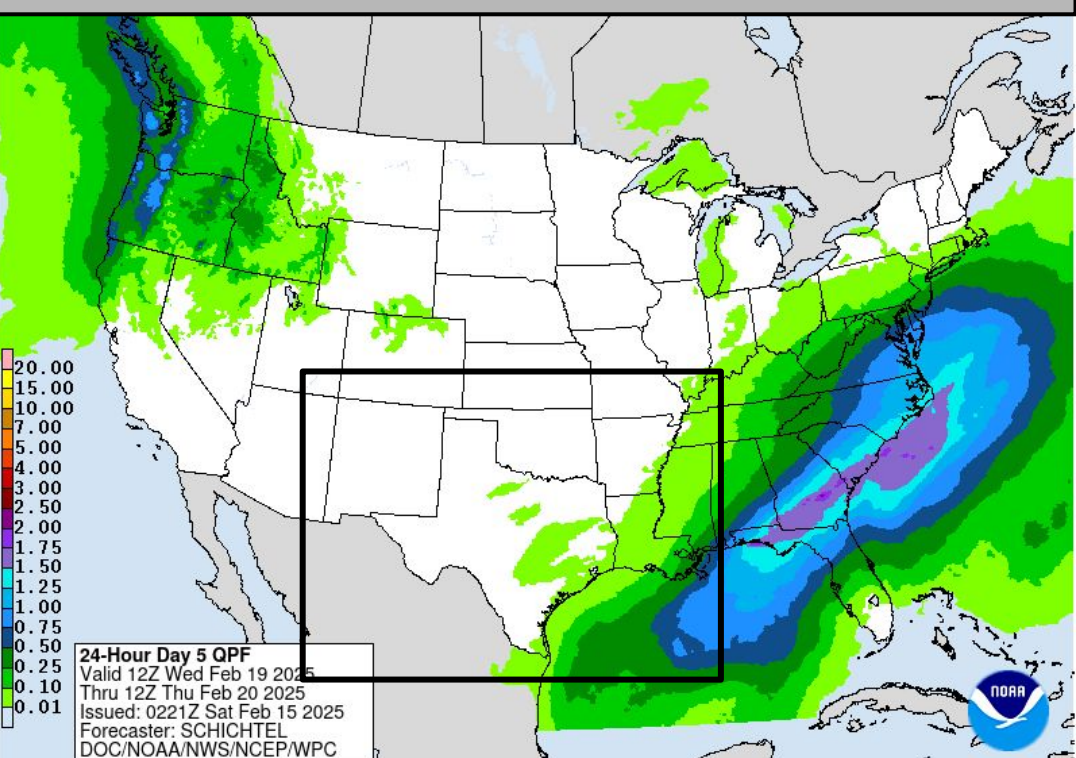 20.00
15.00
10.00
7.00
5.00
4.00
3.00
2.50
2.00
1.75
1.50
1.25
1.00
0.75
0.50
0.25
0.10
0.01
24-Hour Day 5 QPF
Valid 12Z Wed Feb 19 2025
Thru 12Z Thu Feb 20 2025
Issued: 0221Z Sat Feb 15 2025
Forecaster: SCHICHTEL
DOC/NOAA/NWS/NCEP/WPC
NOAA